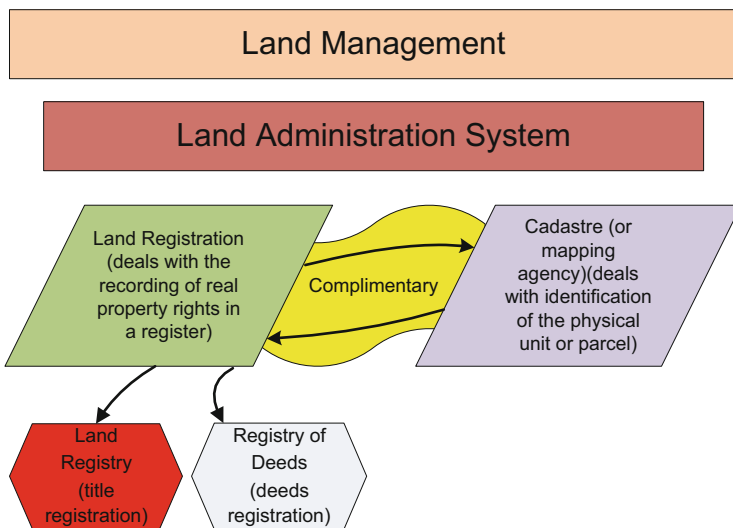 Land Management
Land Administration System
Land Registration
(deals with the
recording of real
property rights in
a register)
Complimentary
Cadastre (or
mapping
agency)(deals
with identification
of the physical
unit or parcel)
Land
Registry
(title
registration)
Registry of
Deeds
(deeds
registration)